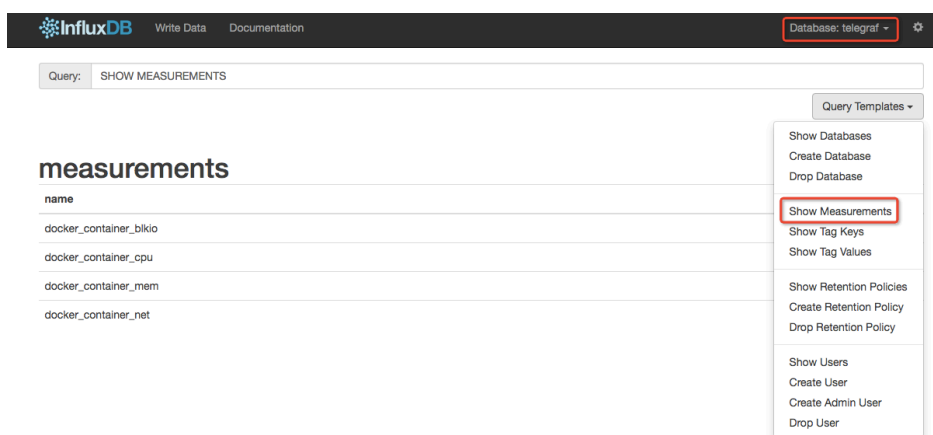 InfluxDB Write Data Documentation Database: telegraf
Query: SHOW MEASUREMENTS
Query Templates
Show Databases
Create Database
Drop Database
Show Measurements
Show Tag Keys
Show Tag Values
Show Retention Policies
Create Retention Policy
Drop Retention Policy
Show Users
Create User
Create Admin User
Drop User
measurements
name
docker_container_blkio
docker_container_cpu
docker_container_mem
docker_container_net